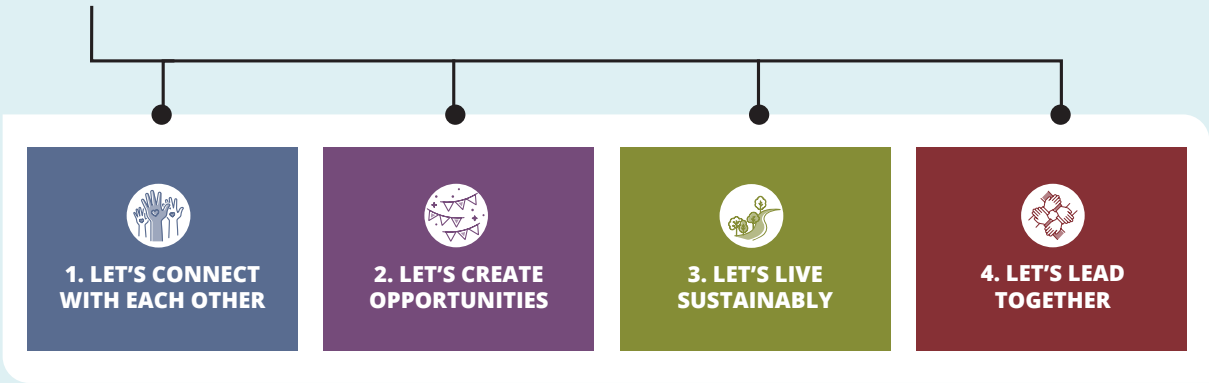 1. LET’S CONNECT
WITH EACH OTHER
2. LET’S CREATE
OPPORTUNITIES
3. LET’S LIVE
SUSTAINABLY
4. LET’S LEAD
TOGETHER